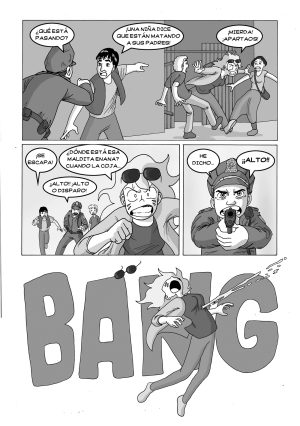 ¿QUÉ ESTÁ
PASANDO?
¡UNA NIÑA DICE
QUE ESTÁN MATANDO
A SUS PADRES!
¡MIERDA!
¡APARTAOS!
¡SE
ESCAPA!
¡ALTO! ¡ALTO
O DISPARO!
¿DÓNDE ESTÁ ESA
MALDITA ENANA?
CUANDO LA COJA...
HE
DICHO...
¡¡ALTO!!
BANG